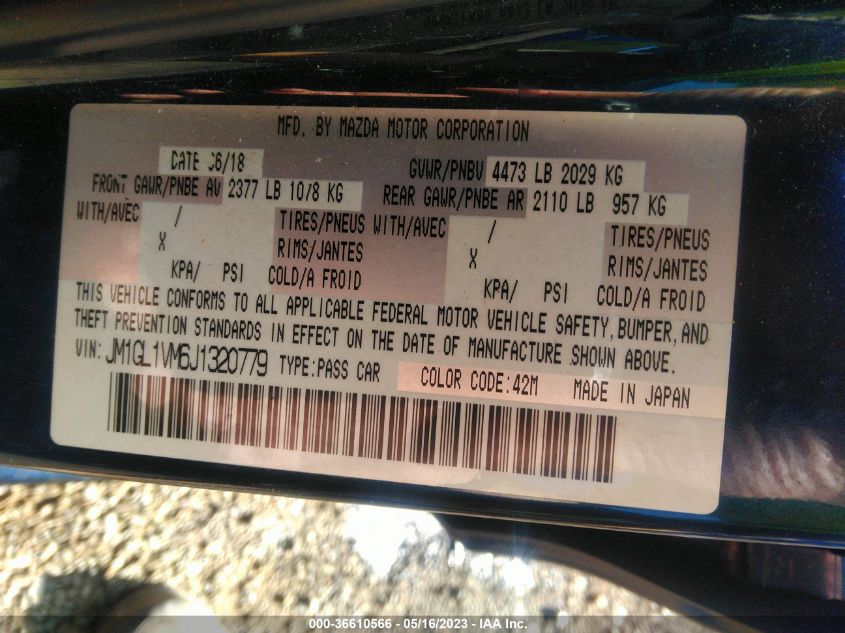 MFD. BY MAZDA MOTOR CORPORATION
DATE 06/18 GVWR/PNBV 4473 LB 2029 KG
FRONT GAWR/PNBE AV 2377 LB 1078 KG REAR GAWR/PNBE AR 2110 LB 957 KG
WITH/AVEC / TIRES/PNEUS WITH/AVEC / TIRES/PNEUS
X RIMS/JANTES X RIMS/JANTES
KPA/ PSI COLD/A FROID KPA/ PSI COLD/A FROID
THIS VEHICLE CONFORMS TO ALL APPLICABLE FEDERAL MOTOR VEHICLE SAFETY, BUMPER, AND
THEFT PREVENTION STANDARDS IN EFFECT ON THE DATE OF MANUFACTURE SHOWN ABOVE.
VIN: JM1GL1VM6J1320779 TYPE:PASS CAR COLOR CODE:42M MADE IN JAPAN
000-36610566 - 05/16/2023 - IAA Inc.